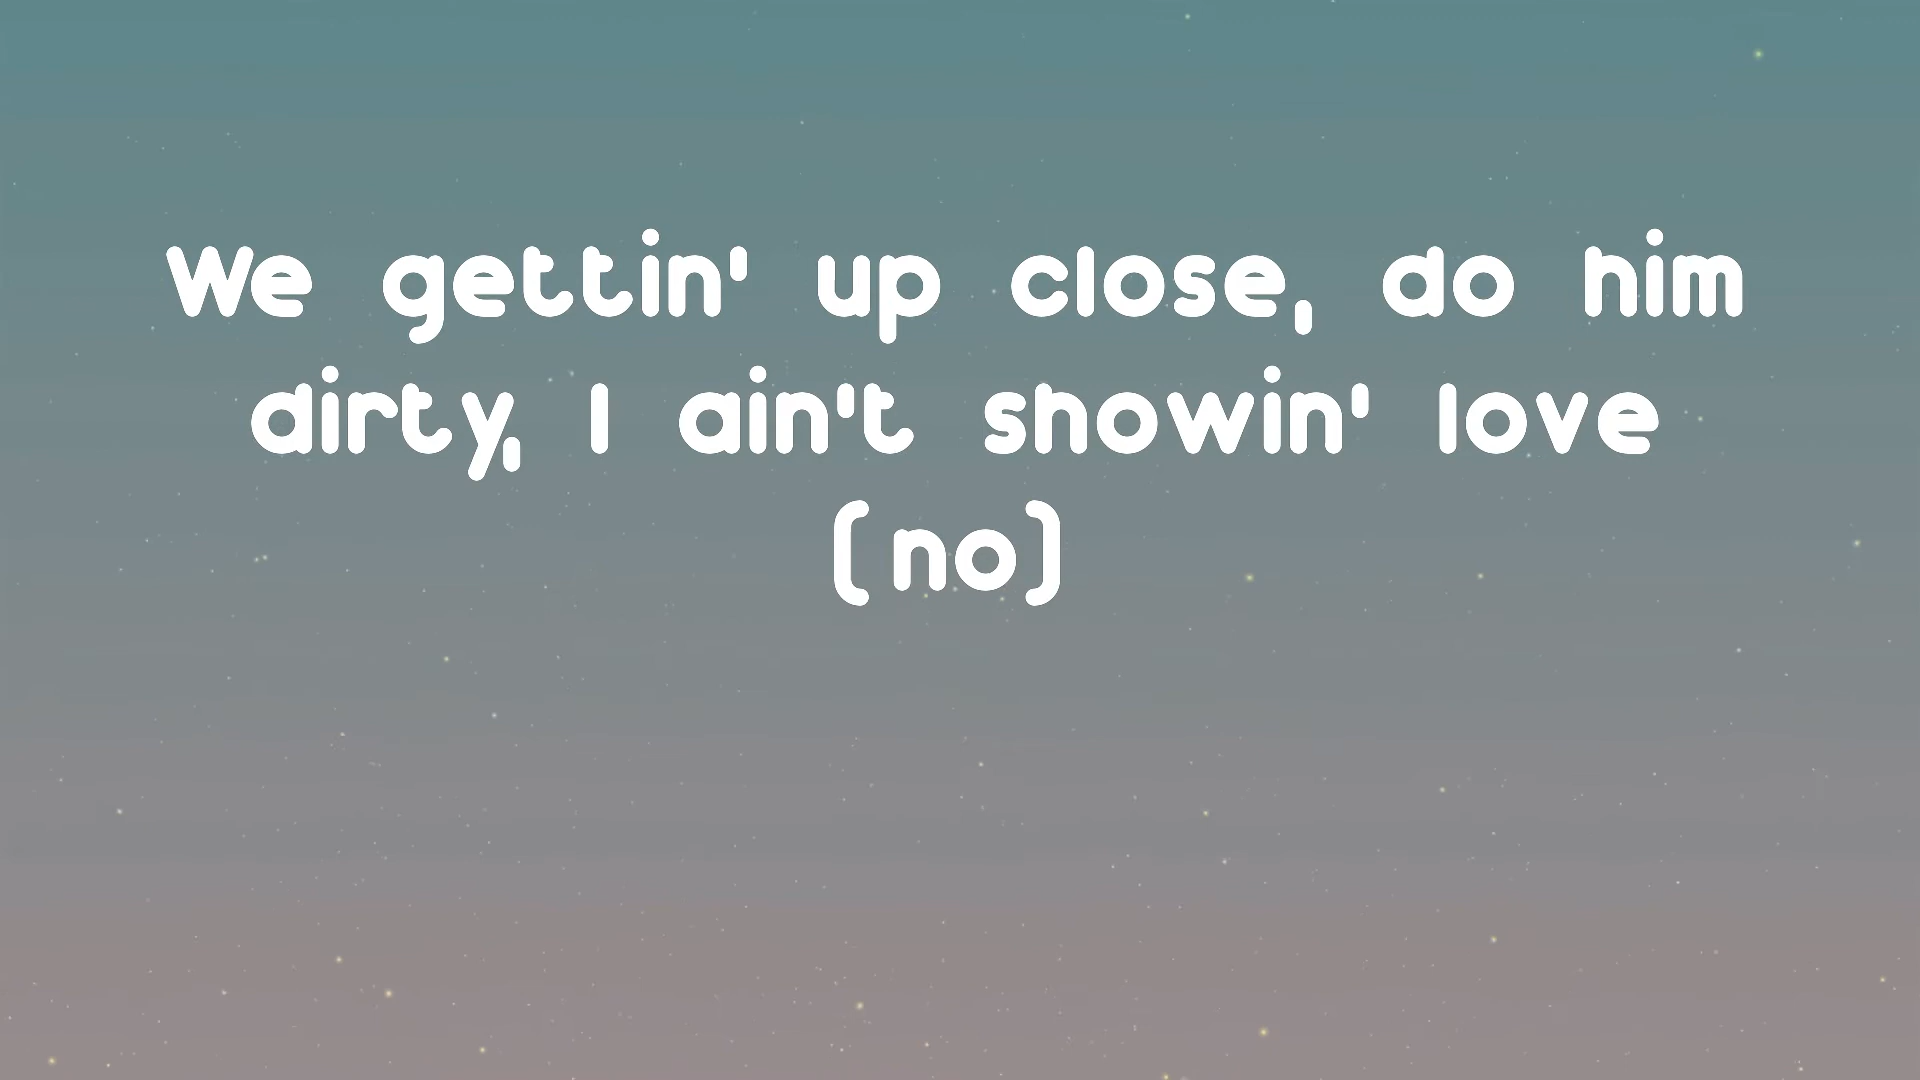 We gettin' up close, do him
dirty, I ain't showin' love
(no)